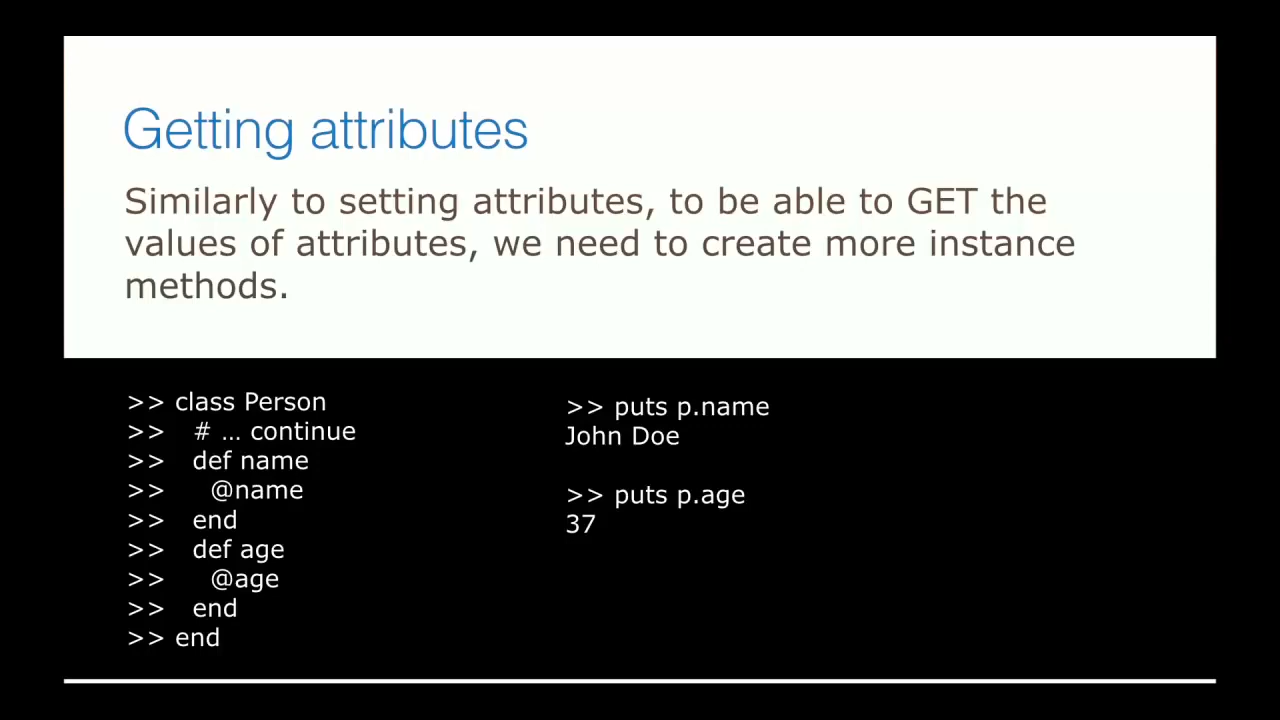 Getting attributes
Similarly to setting attributes, to be able to GET the
values of attributes, we need to create more instance
methods.
>> class Person
>>   # … continue
>>   def name
>>     @name
>>   end
>>   def age
>>     @age
>>   end
>> end
>> puts p.name
John Doe
>> puts p.age
37